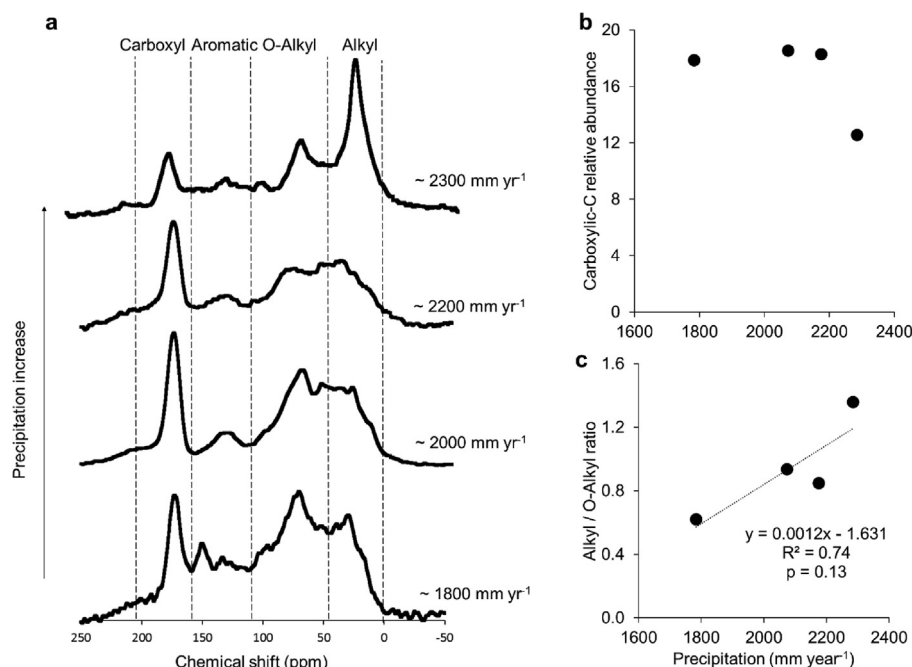 a
Carboxyl Aromatic O-Alkyl Alkyl
~ 2300 mm yr⁻¹
~ 2200 mm yr⁻¹
~ 2000 mm yr⁻¹
~ 1800 mm yr⁻¹
Precipitation increase
250 200 150 100 50 0 -50
Chemical shift (ppm)
b
Carboxylic-C relative abundance
20
16
12
8
4
0
1600 1800 2000 2200 2400
c
Alkyl / O-Alkyl ratio
1.6
1.2
0.8
0.4
0.0
y = 0.0012x - 1.631
R² = 0.74
p = 0.13
1600 1800 2000 2200 2400
Precipitation (mm year⁻¹)